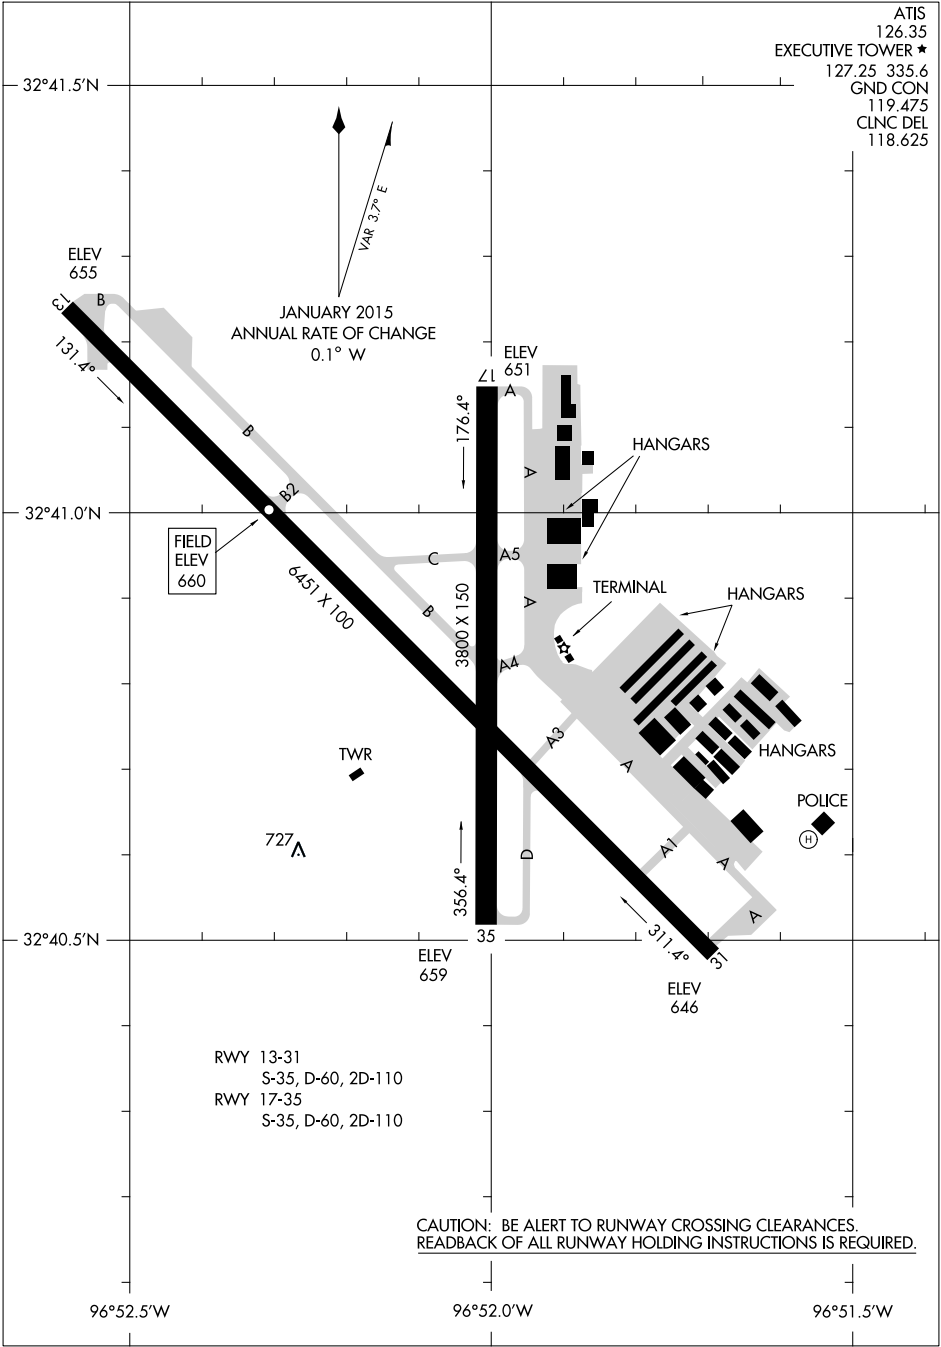 ATIS
126.35
EXECUTIVE TOWER ★
127.25 335.6
GND CON
119.475
CLNC DEL
118.625
32°41.5'N
VAR 3.7° E
JANUARY 2015
ANNUAL RATE OF CHANGE
0.1° W
ELEV
655
13
B
131.4°
ELEV
651
17
A
176.4°
B
A
HANGARS
B2
32°41.0'N
FIELD
ELEV
660
C
A5
6451 X 100
B
3800 X 150
A
TERMINAL
HANGARS
A4
A3
A
HANGARS
TWR
POLICE
H
727
D
A1
A
356.4°
A
311.4°
32°40.5'N
35
31
ELEV
659
ELEV
646
RWY 13-31
S-35, D-60, 2D-110
RWY 17-35
S-35, D-60, 2D-110
CAUTION: BE ALERT TO RUNWAY CROSSING CLEARANCES.
READBACK OF ALL RUNWAY HOLDING INSTRUCTIONS IS REQUIRED.
96°52.5'W
96°52.0'W
96°51.5'W